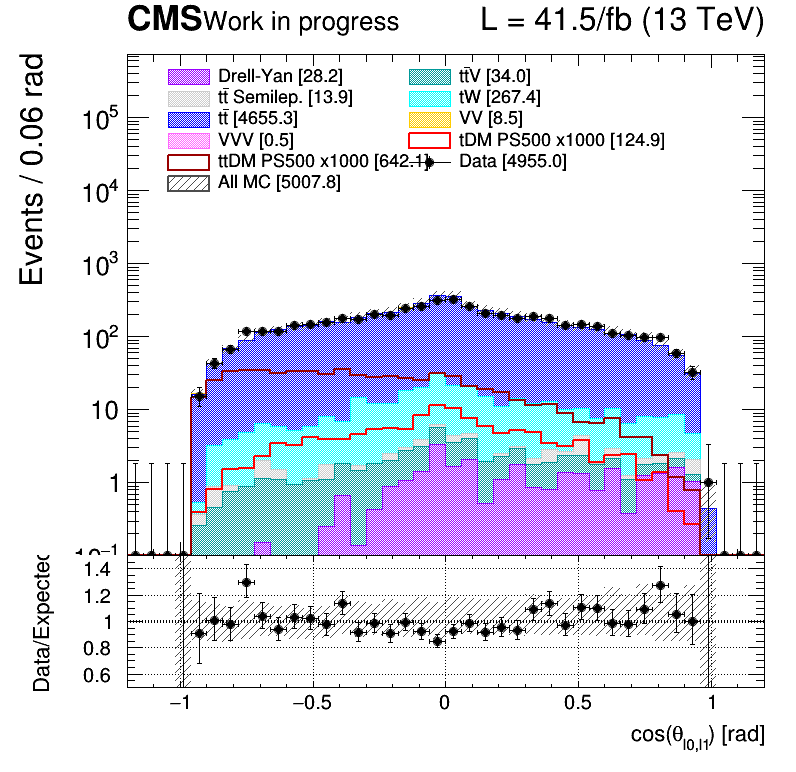 CMS Work in progress L = 41.5/fb (13 TeV)
Events / 0.06 rad
Drell-Yan [28.2] tt̄V [34.0]
tt̄ Semilep. [13.9] tW [267.4]
tt̄ [4655.3] VV [8.5]
VVV [0.5] tDM PS500 x1000 [124.9]
ttDM PS500 x1000 [642.1] Data [4955.0]
All MC [5007.8]
10⁵
10⁴
10³
10²
10
1
10⁻¹
Data/Expected
1.4
1.2
1
0.8
0.6
−1 −0.5 0 0.5 1
cos(θ_l0,l1) [rad]